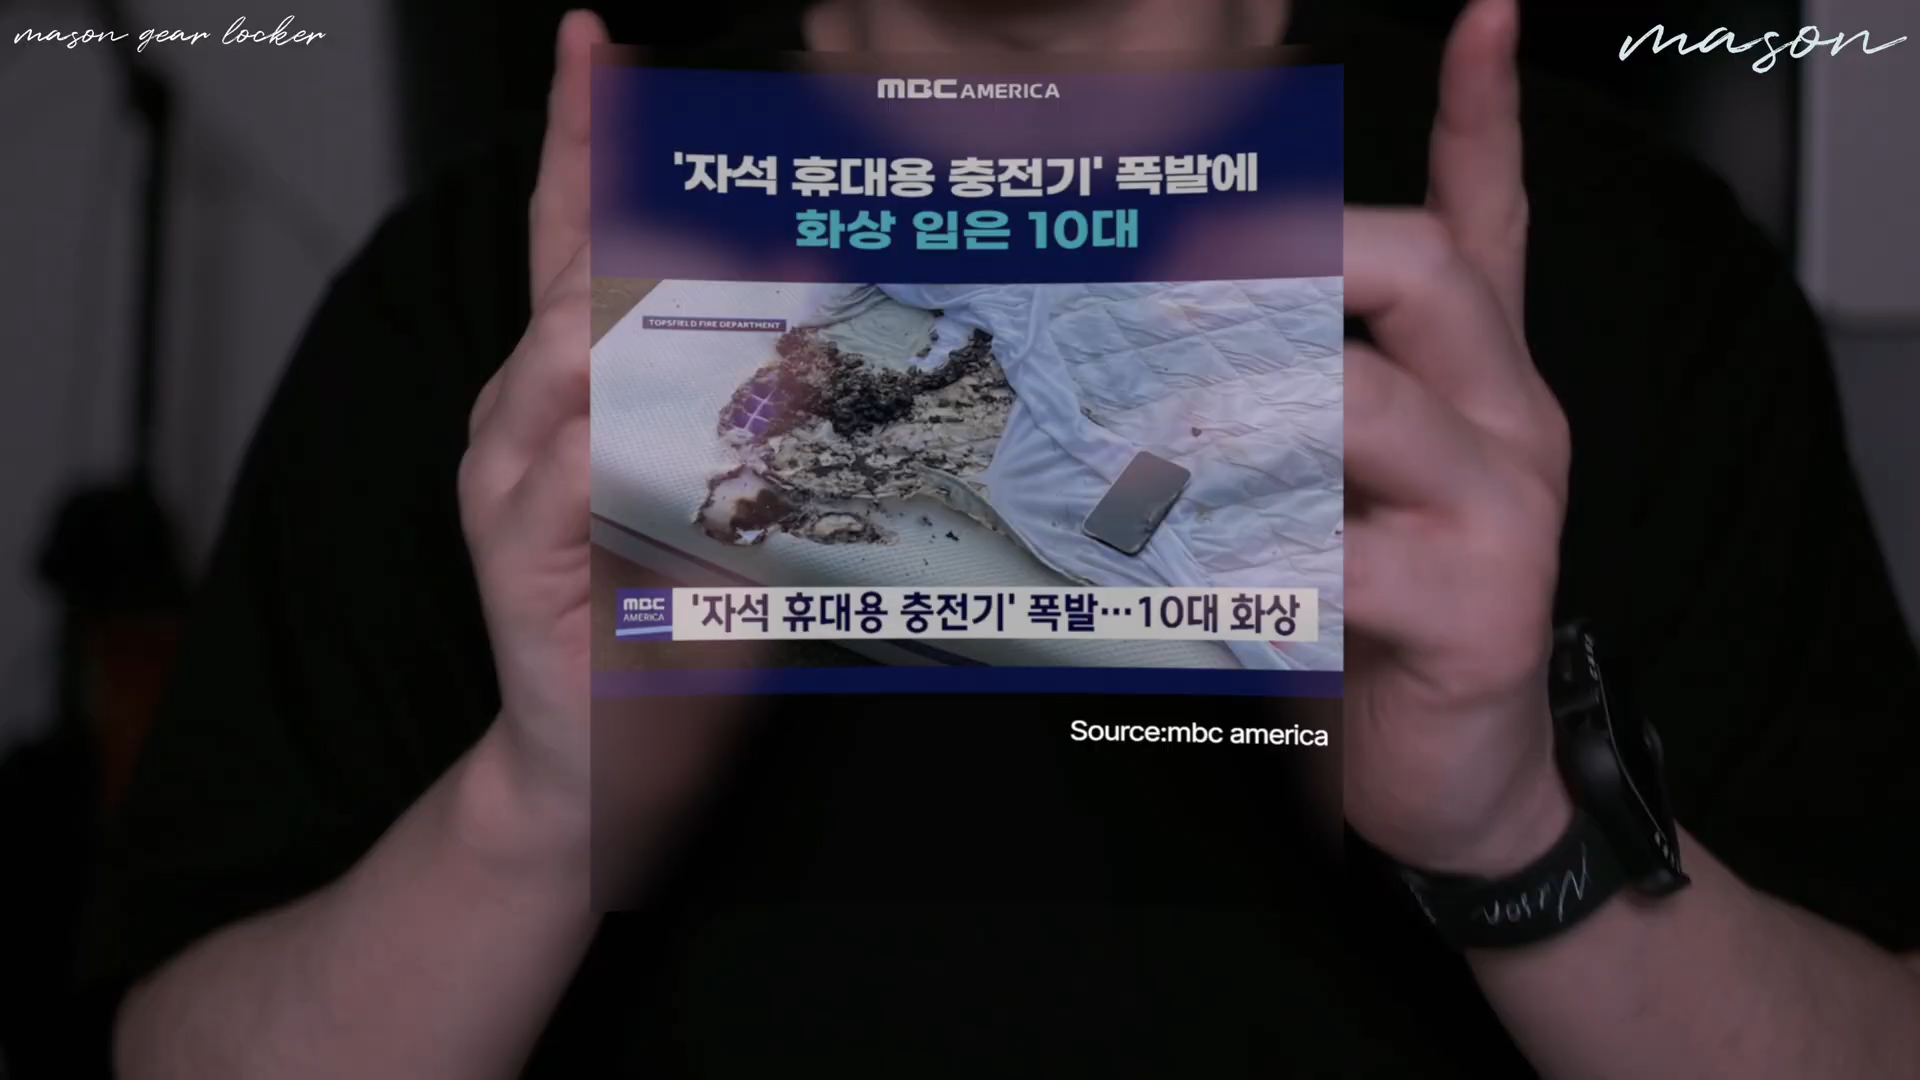 mason gear locker
mason
MBC AMERICA
'자석 휴대용 충전기' 폭발에
화상 입은 10대
TOPSFIELD FIRE DEPARTMENT
MBC
AMERICA
'자석 휴대용 충전기' 폭발…10대 화상
Source:mbc america
Mason